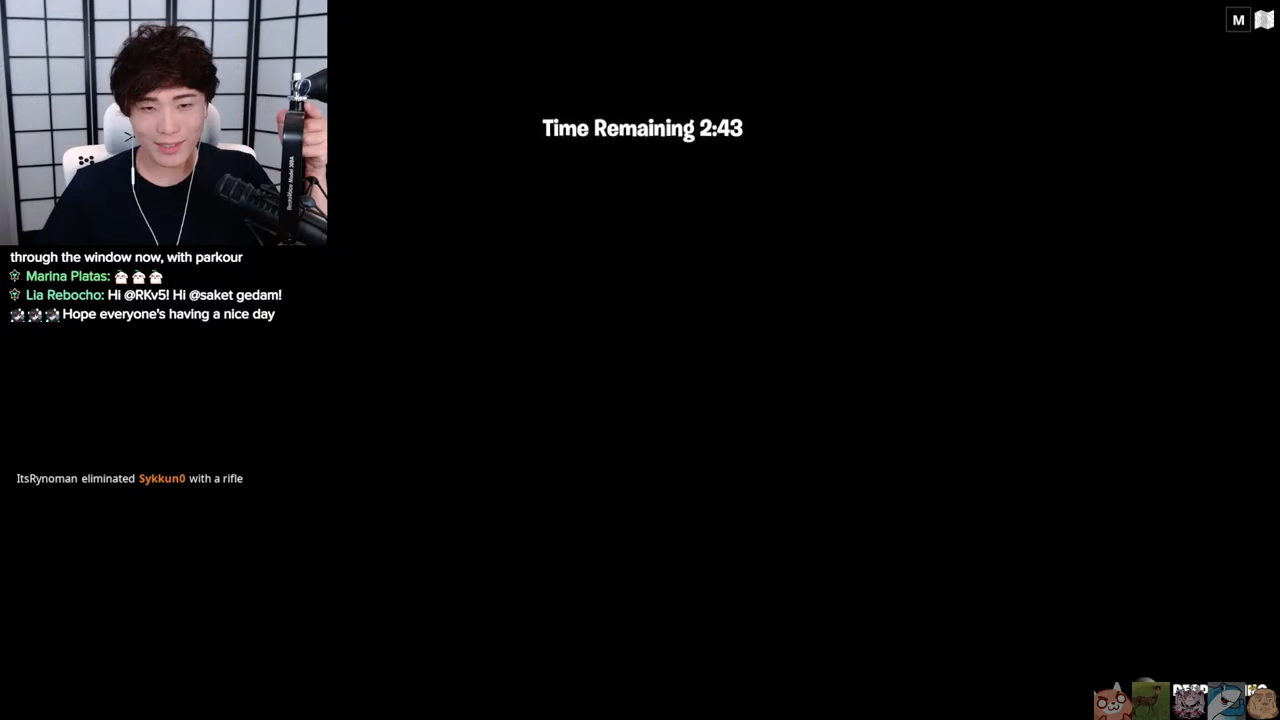 M
Time Remaining 2:43
through the window now, with parkour
Marina Platas:
Lia Rebocho: Hi @RKv5! Hi @saket gedam!
Hope everyone's having a nice day
ItsRynoman eliminated Sykkun0 with a rifle